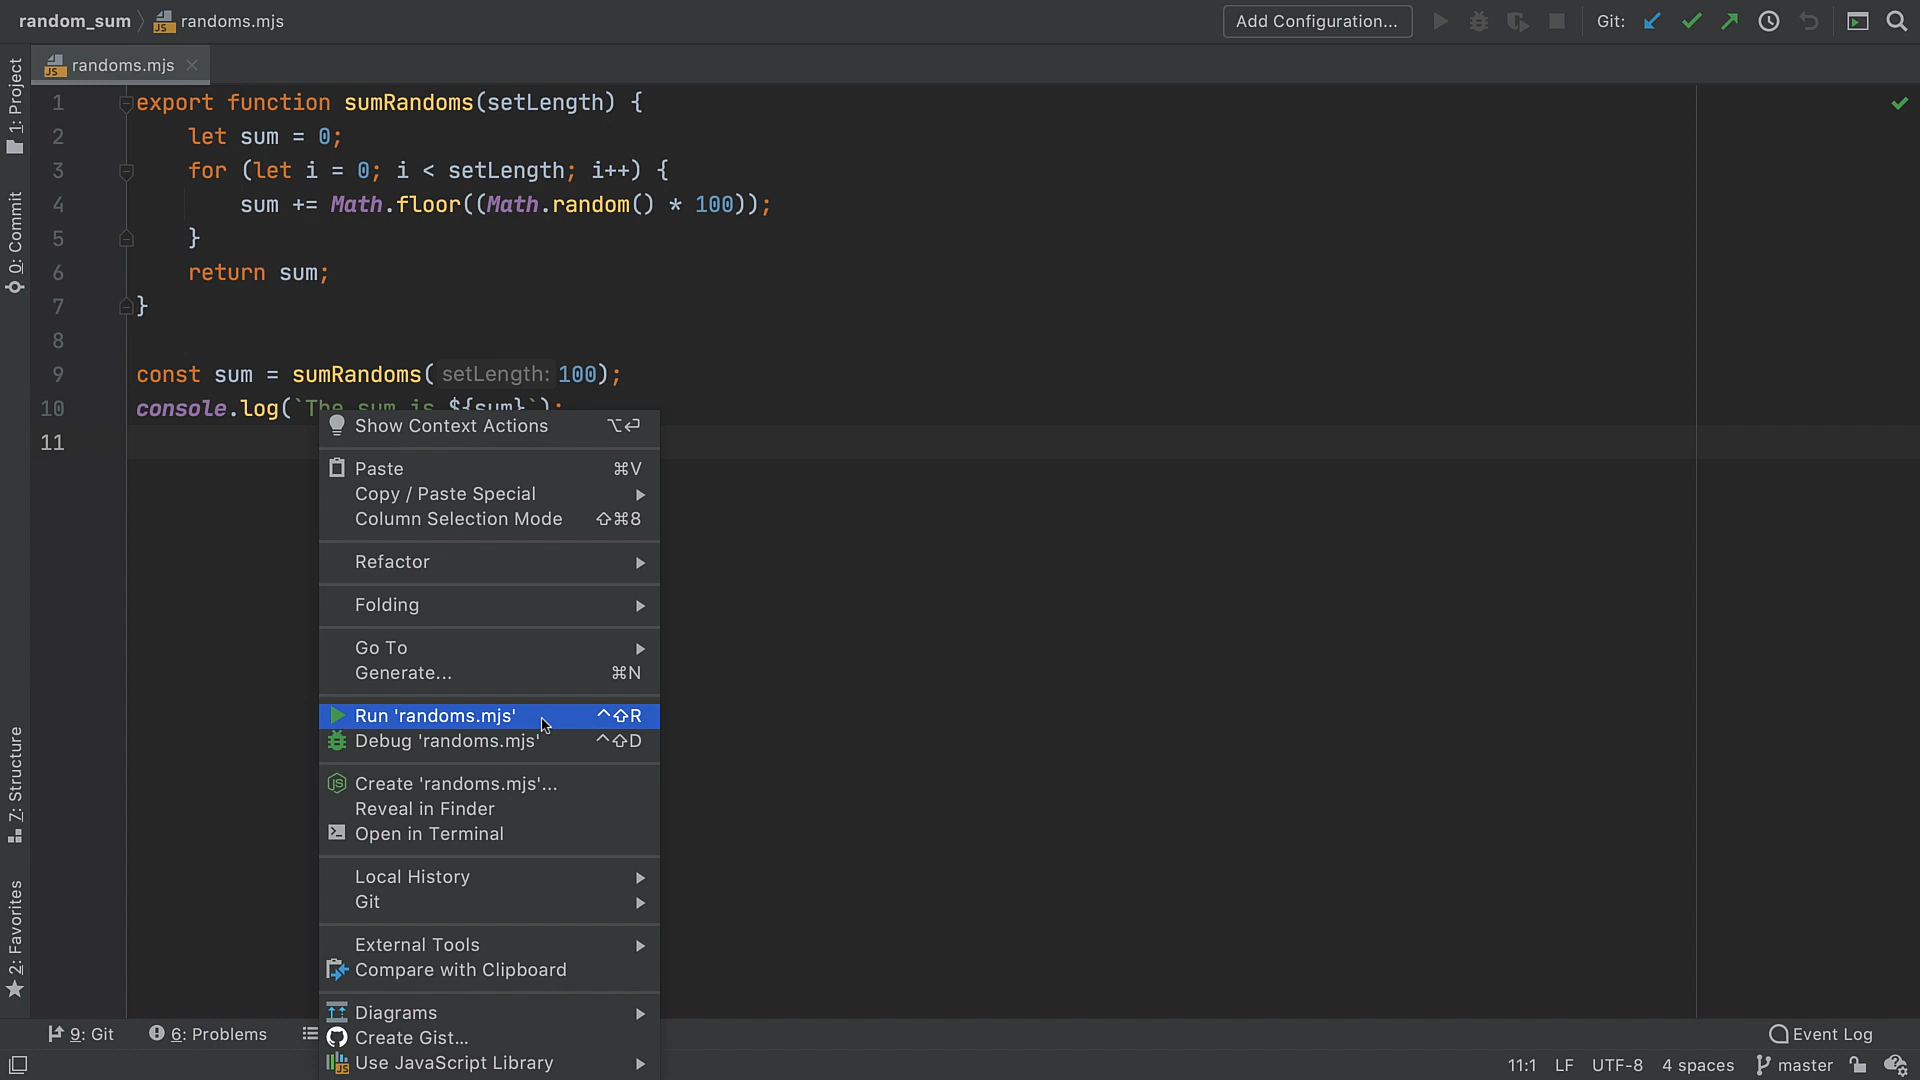 random_sum randoms.mjs Add Configuration... Git:
randoms.mjs
1: Project
0: Commit
7: Structure
2: Favorites
1 export function sumRandoms(setLength) {
2 let sum = 0;
3 for (let i = 0; i < setLength; i++) {
4 sum += Math.floor((Math.random() * 100));
5 }
6 return sum;
7 }
8
9 const sum = sumRandoms( setLength: 100);
10 console.log(`The sum is ${sum}`);
11
Show Context Actions ⌥⏎
Paste ⌘V
Copy / Paste Special
Column Selection Mode ⇧⌘8
Refactor
Folding
Go To
Generate... ⌘N
Run 'randoms.mjs' ^⇧R
Debug 'randoms.mjs' ^⇧D
Create 'randoms.mjs'...
Reveal in Finder
Open in Terminal
Local History
Git
External Tools
Compare with Clipboard
Diagrams
Create Gist...
Use JavaScript Library
9: Git 6: Problems Event Log
11:1 LF UTF-8 4 spaces master